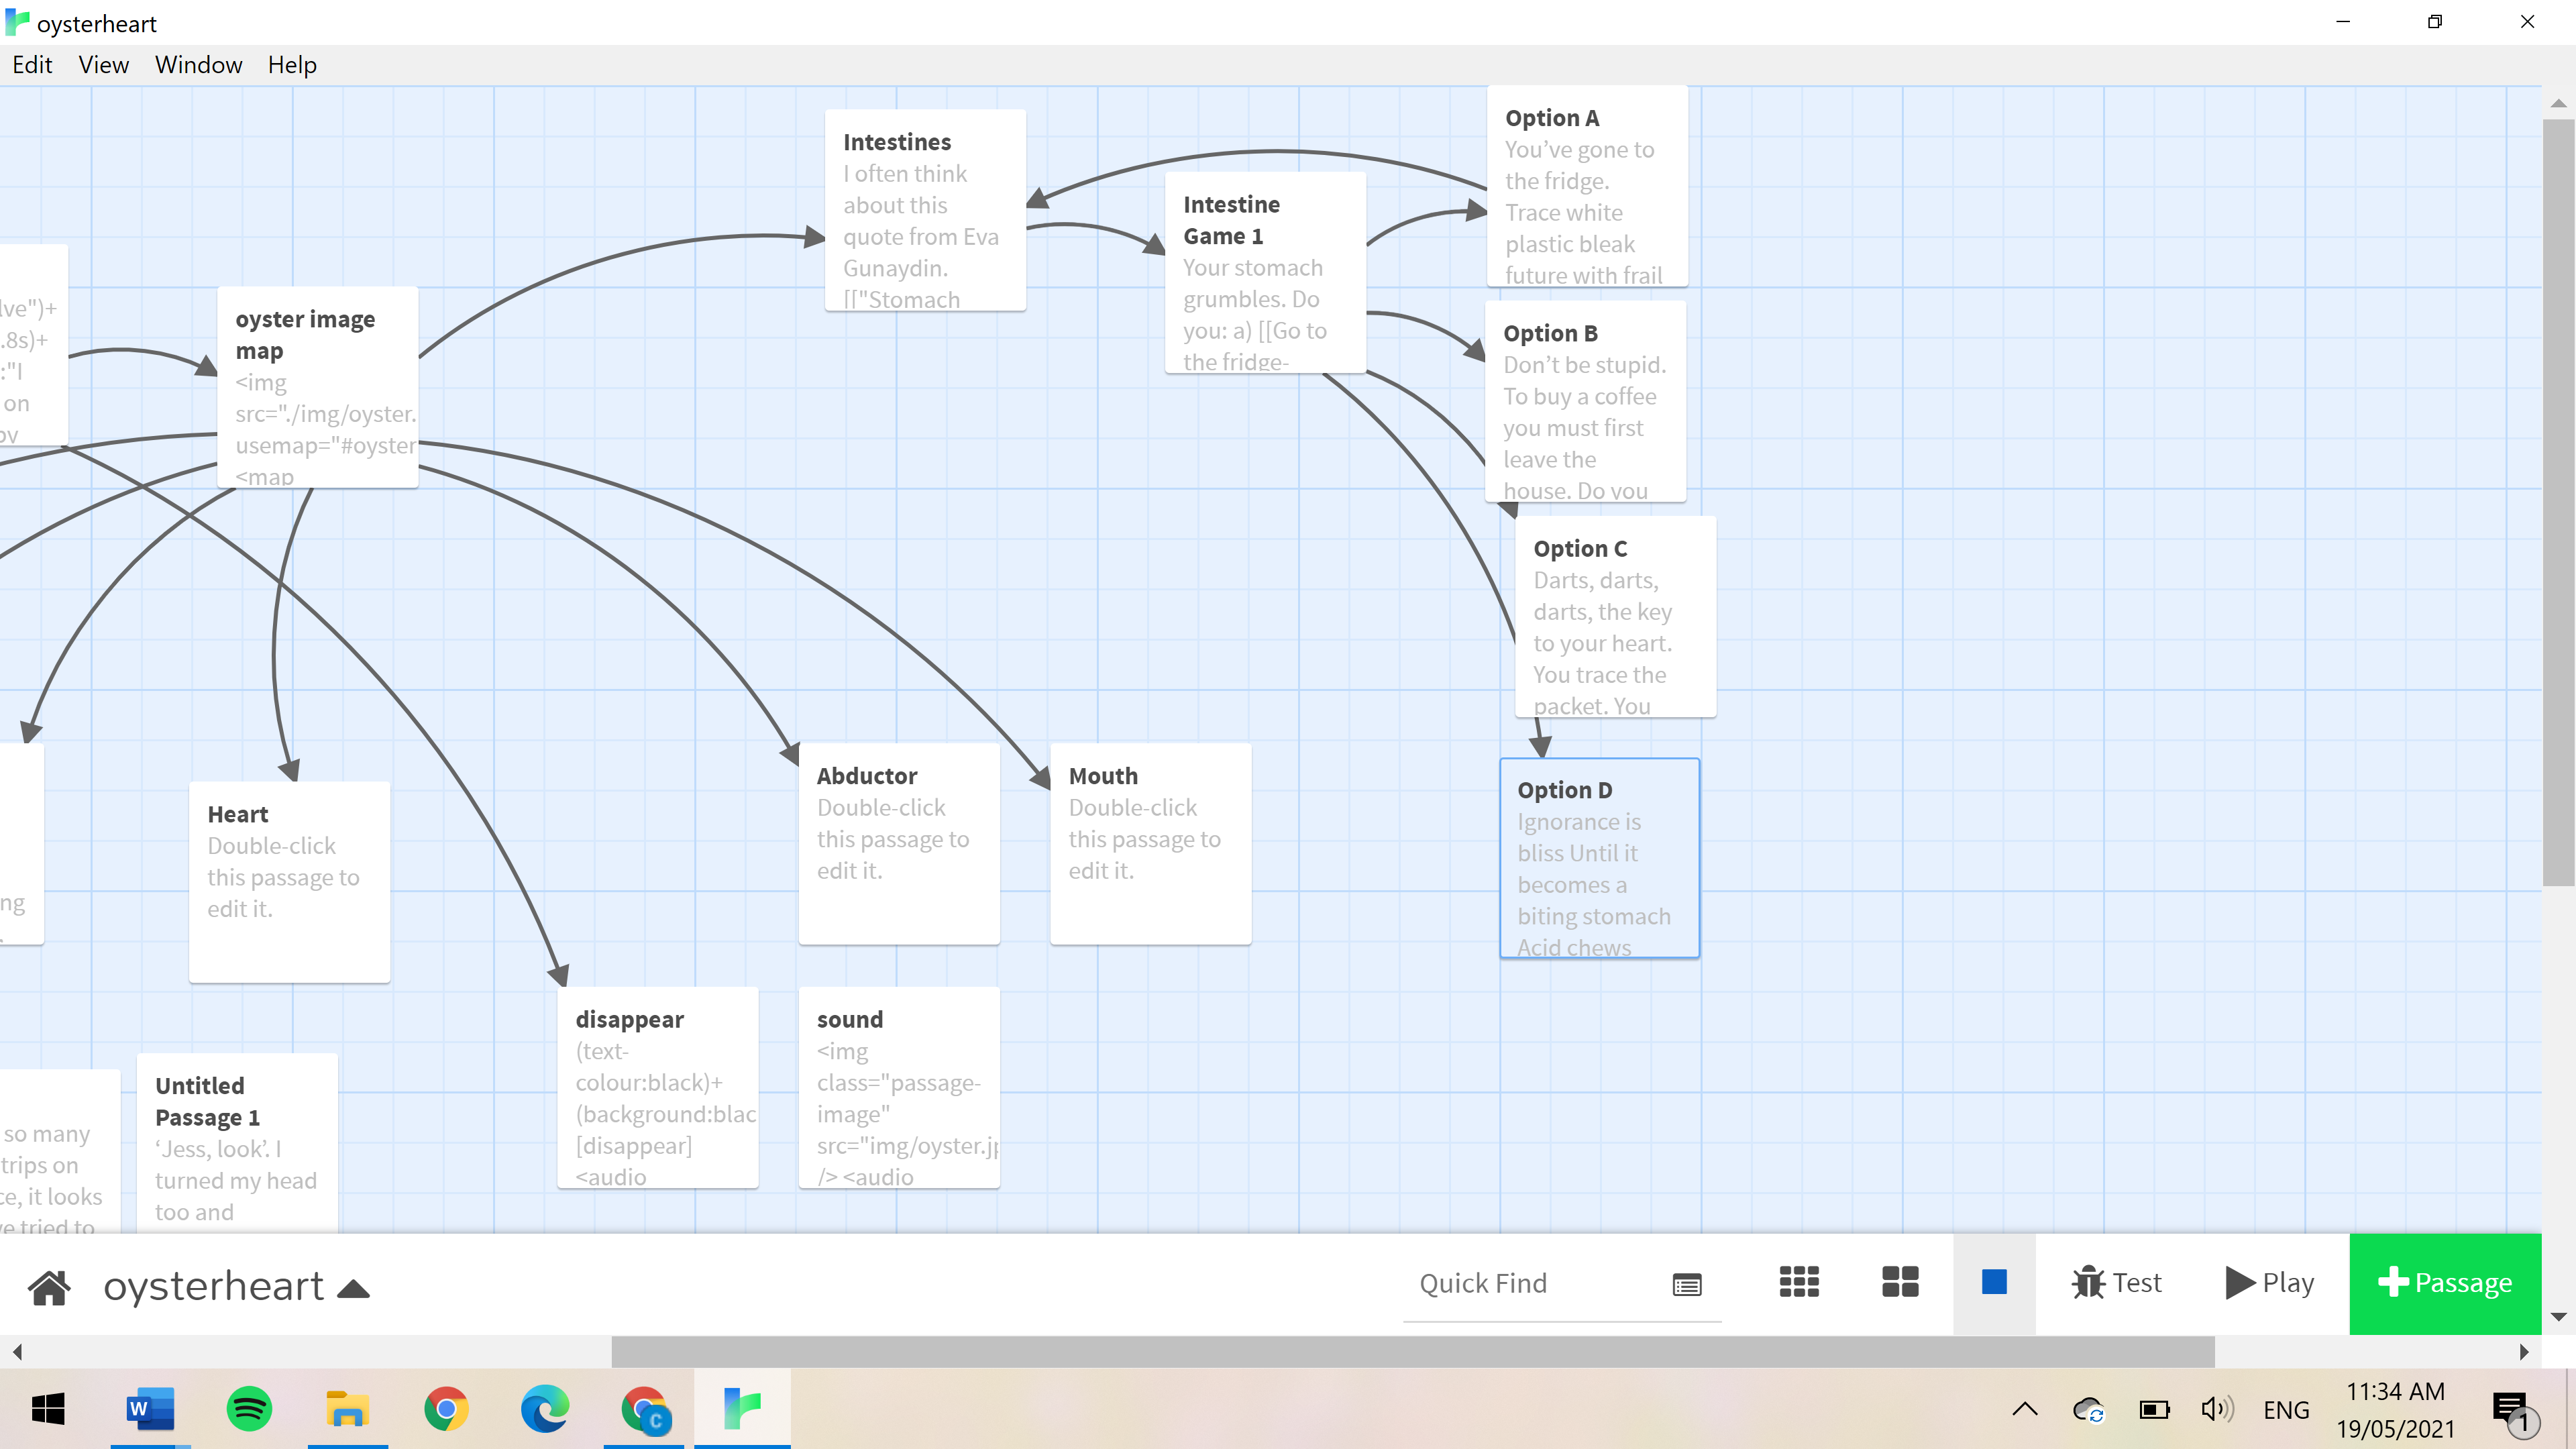 oysterheart
Edit View Window Help
Intestines
I often think
about this
quote from Eva
Gunaydin.
[["Stomach
Intestine
Game 1
Your stomach
grumbles. Do
you: a) [[Go to
the fridge-
Option A
You’ve gone to
the fridge.
Trace white
plastic bleak
future with frail
Option B
Don’t be stupid.
To buy a coffee
you must first
leave the
house. Do you
Option C
Darts, darts,
darts, the key
to your heart.
You trace the
packet. You
Option D
Ignorance is
bliss Until it
becomes a
biting stomach
Acid chews
lve")+
.8s)+
:"I
on
oyster image
map
<img
src="./img/oyster.
usemap="#oyster
<map
ng
Heart
Double-click
this passage to
edit it.
Abductor
Double-click
this passage to
edit it.
Mouth
Double-click
this passage to
edit it.
disappear
(text-
colour:black)+
(background:blac
[disappear]
<audio
sound
<img
class="passage-
image"
src="img/oyster.jp
/> <audio
so many
trips on
ce, it looks
ve tried to
Untitled
Passage 1
‘Jess, look’. I
turned my head
too and
oysterheart
Quick Find
Test
Play
Passage
W
C
ENG
11:34 AM
19/05/2021
1